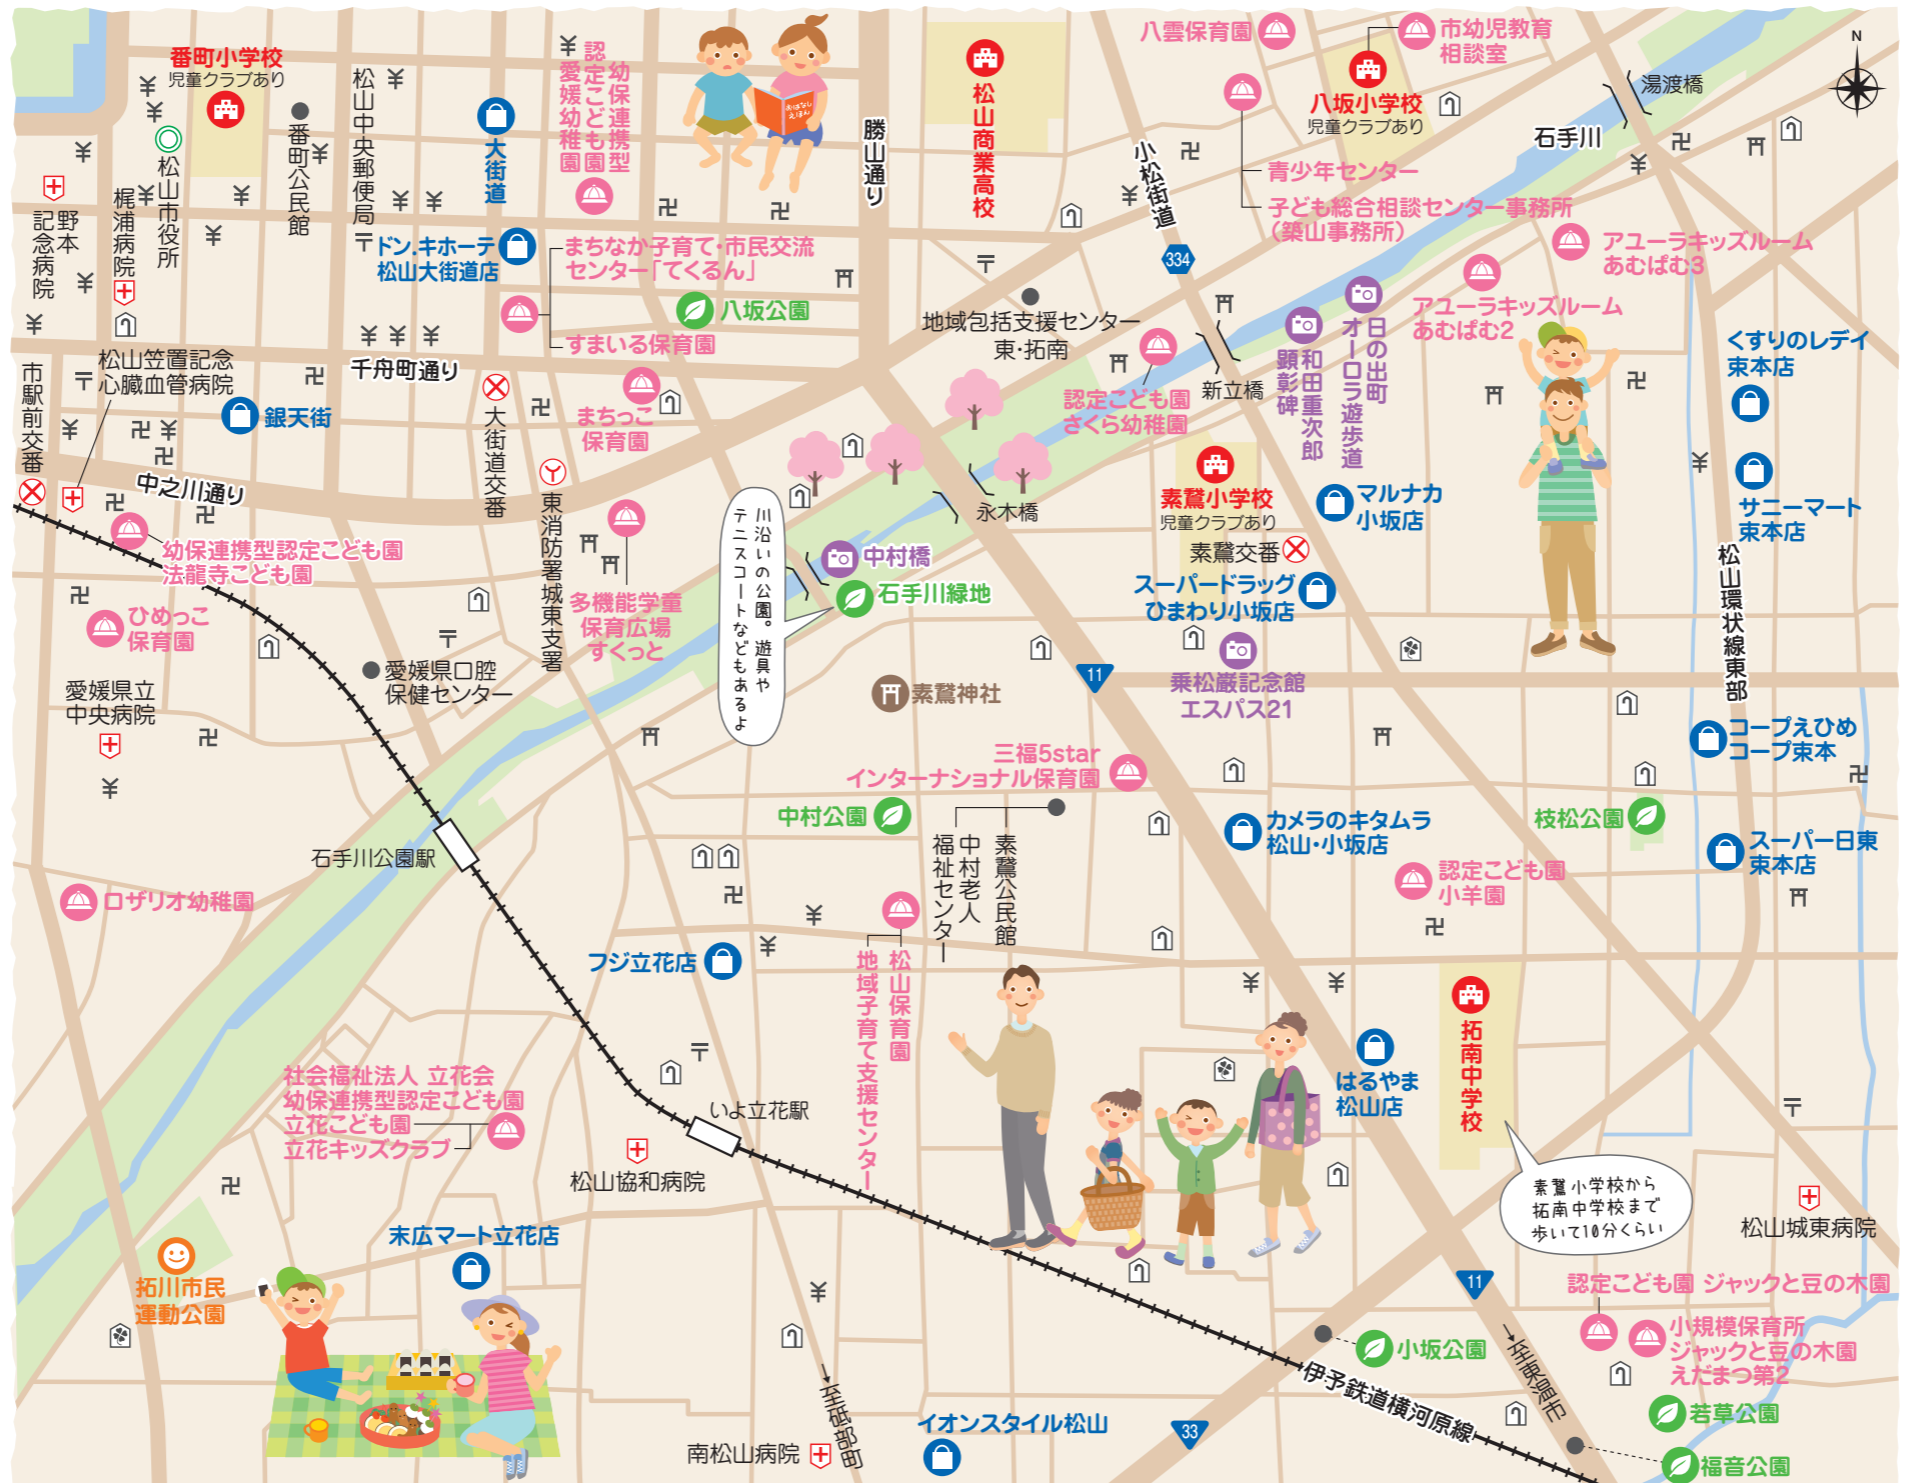 番町小学校
児童クラブあり
松山市役所
番町公民館
松山中央郵便局
大街道
認定こども園
幼保連携型
愛媛幼稚園
おはなし
えほん
勝山通り
松山商業高校
八雲保育園
市幼児教育
相談室
八坂小学校
児童クラブあり
青少年センター
子ども総合相談センター事務所
(築山事務所)
小松街道
石手川
湯渡橋
N
野本
記念病院
梶浦病院
ドン.キホーテ
松山大街道店
まちなか子育て・市民交流
センター「てくるん」
すまいる保育園
八坂公園
334
地域包括支援センター
東・拓南
アユーラキッズルーム
あむぱむ3
アユーラキッズルーム
あむぱむ2
日の出町
オーロラ遊歩道
和田重次郎
顕彰碑
新立橋
認定こども園
さくら幼稚園
くすりのレデイ
束本店
サニーマート
束本店
市駅前交番
松山笠置記念
心臓血管病院
千舟町通り
銀天街
大街道交番
まちっこ
保育園
中之川通り
東消防署城東支署
永木橋
素鵞小学校
児童クラブあり
素鵞交番
マルナカ
小坂店
スーパードラッグ
ひまわり小坂店
松山環状線東部
幼保連携型認定こども園
法龍寺こども園
ひめっこ
保育園
多機能学童
保育広場
すくっと
川沿いの公園。遊具や
テニスコートなどもあるよ
中村橋
石手川緑地
愛媛県口腔
保健センター
愛媛県立
中央病院
素鵞神社
11
乗松巌記念館
エスパス21
三福5star
インターナショナル保育園
コープえひめ
コープ束本
中村公園
中村老人
福祉センター
素鵞公民館
カメラのキタムラ
松山・小坂店
枝松公園
スーパー日東
束本店
石手川公園駅
ロザリオ幼稚園
認定こども園
小羊園
フジ立花店
松山保育園
地域子育て支援センター
拓南中学校
はるやま
松山店
社会福祉法人 立花会
幼保連携型認定こども園
立花こども園
立花キッズクラブ
いよ立花駅
松山協和病院
素鵞小学校から
拓南中学校まで
歩いて10分くらい
松山城東病院
末広マート立花店
拓川市民
運動公園
11
認定こども園 ジャックと豆の木園
小規模保育所
ジャックと豆の木園
えだまつ第2
小坂公園
→至東温市
伊予鉄道横河原線
若草公園
→至砥部町
イオンスタイル松山
33
南松山病院
福音公園